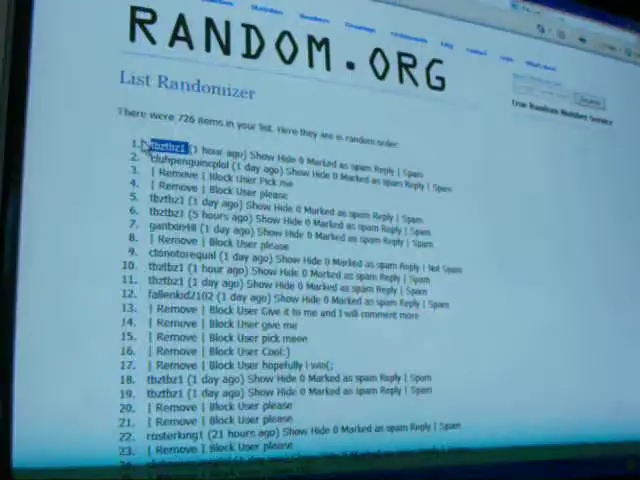 RANDOM.ORG
List Randomizer
True Random Number Service
There were 726 items in your list. Here they are in random order:
1. tbztbz1 (1 hour ago) Show Hide 0 Marked as spam Reply | Spam
2. clubpenguincplol (1 day ago) Show Hide 0 Marked as spam Reply | Spam
3. | Remove | Block User Pick me
4. | Remove | Block User please
5. tbztbz1 (1 day ago) Show Hide 0 Marked as spam Reply | Spam
6. tbztbz1 (5 hours ago) Show Hide 0 Marked as spam Reply | Spam
7. (1 day ago) Show Hide 0 Marked as spam Reply | Spam
8. | Remove | Block User please
9. ctonotorequal (1 day ago) Show Hide 0 Marked as spam Reply | Not Spam
10. tbztbz1 (1 hour ago) Show Hide 0 Marked as spam Reply | Spam
11. tbztbz1 (1 day ago) Show Hide 0 Marked as spam Reply | Spam
12. fallenkid2102 (1 day ago) Show Hide 0 Marked as spam Reply | Spam
13. | Remove | Block User Give it to me and I will comment more
14. | Remove | Block User give me
15. | Remove | Block User pick meee
16. | Remove | Block User Cool:)
17. | Remove | Block User hopefully I win(;
18. tbztbz1 (1 day ago) Show Hide 0 Marked as spam Reply | Spam
19. tbztbz1 (1 day ago) Show Hide 0 Marked as spam Reply | Spam
20. | Remove | Block User please
21. | Remove | Block User please
22. rosterking1 (21 hours ago) Show Hide 0 Marked as spam Reply | Spam
23. | Remove | Block User please